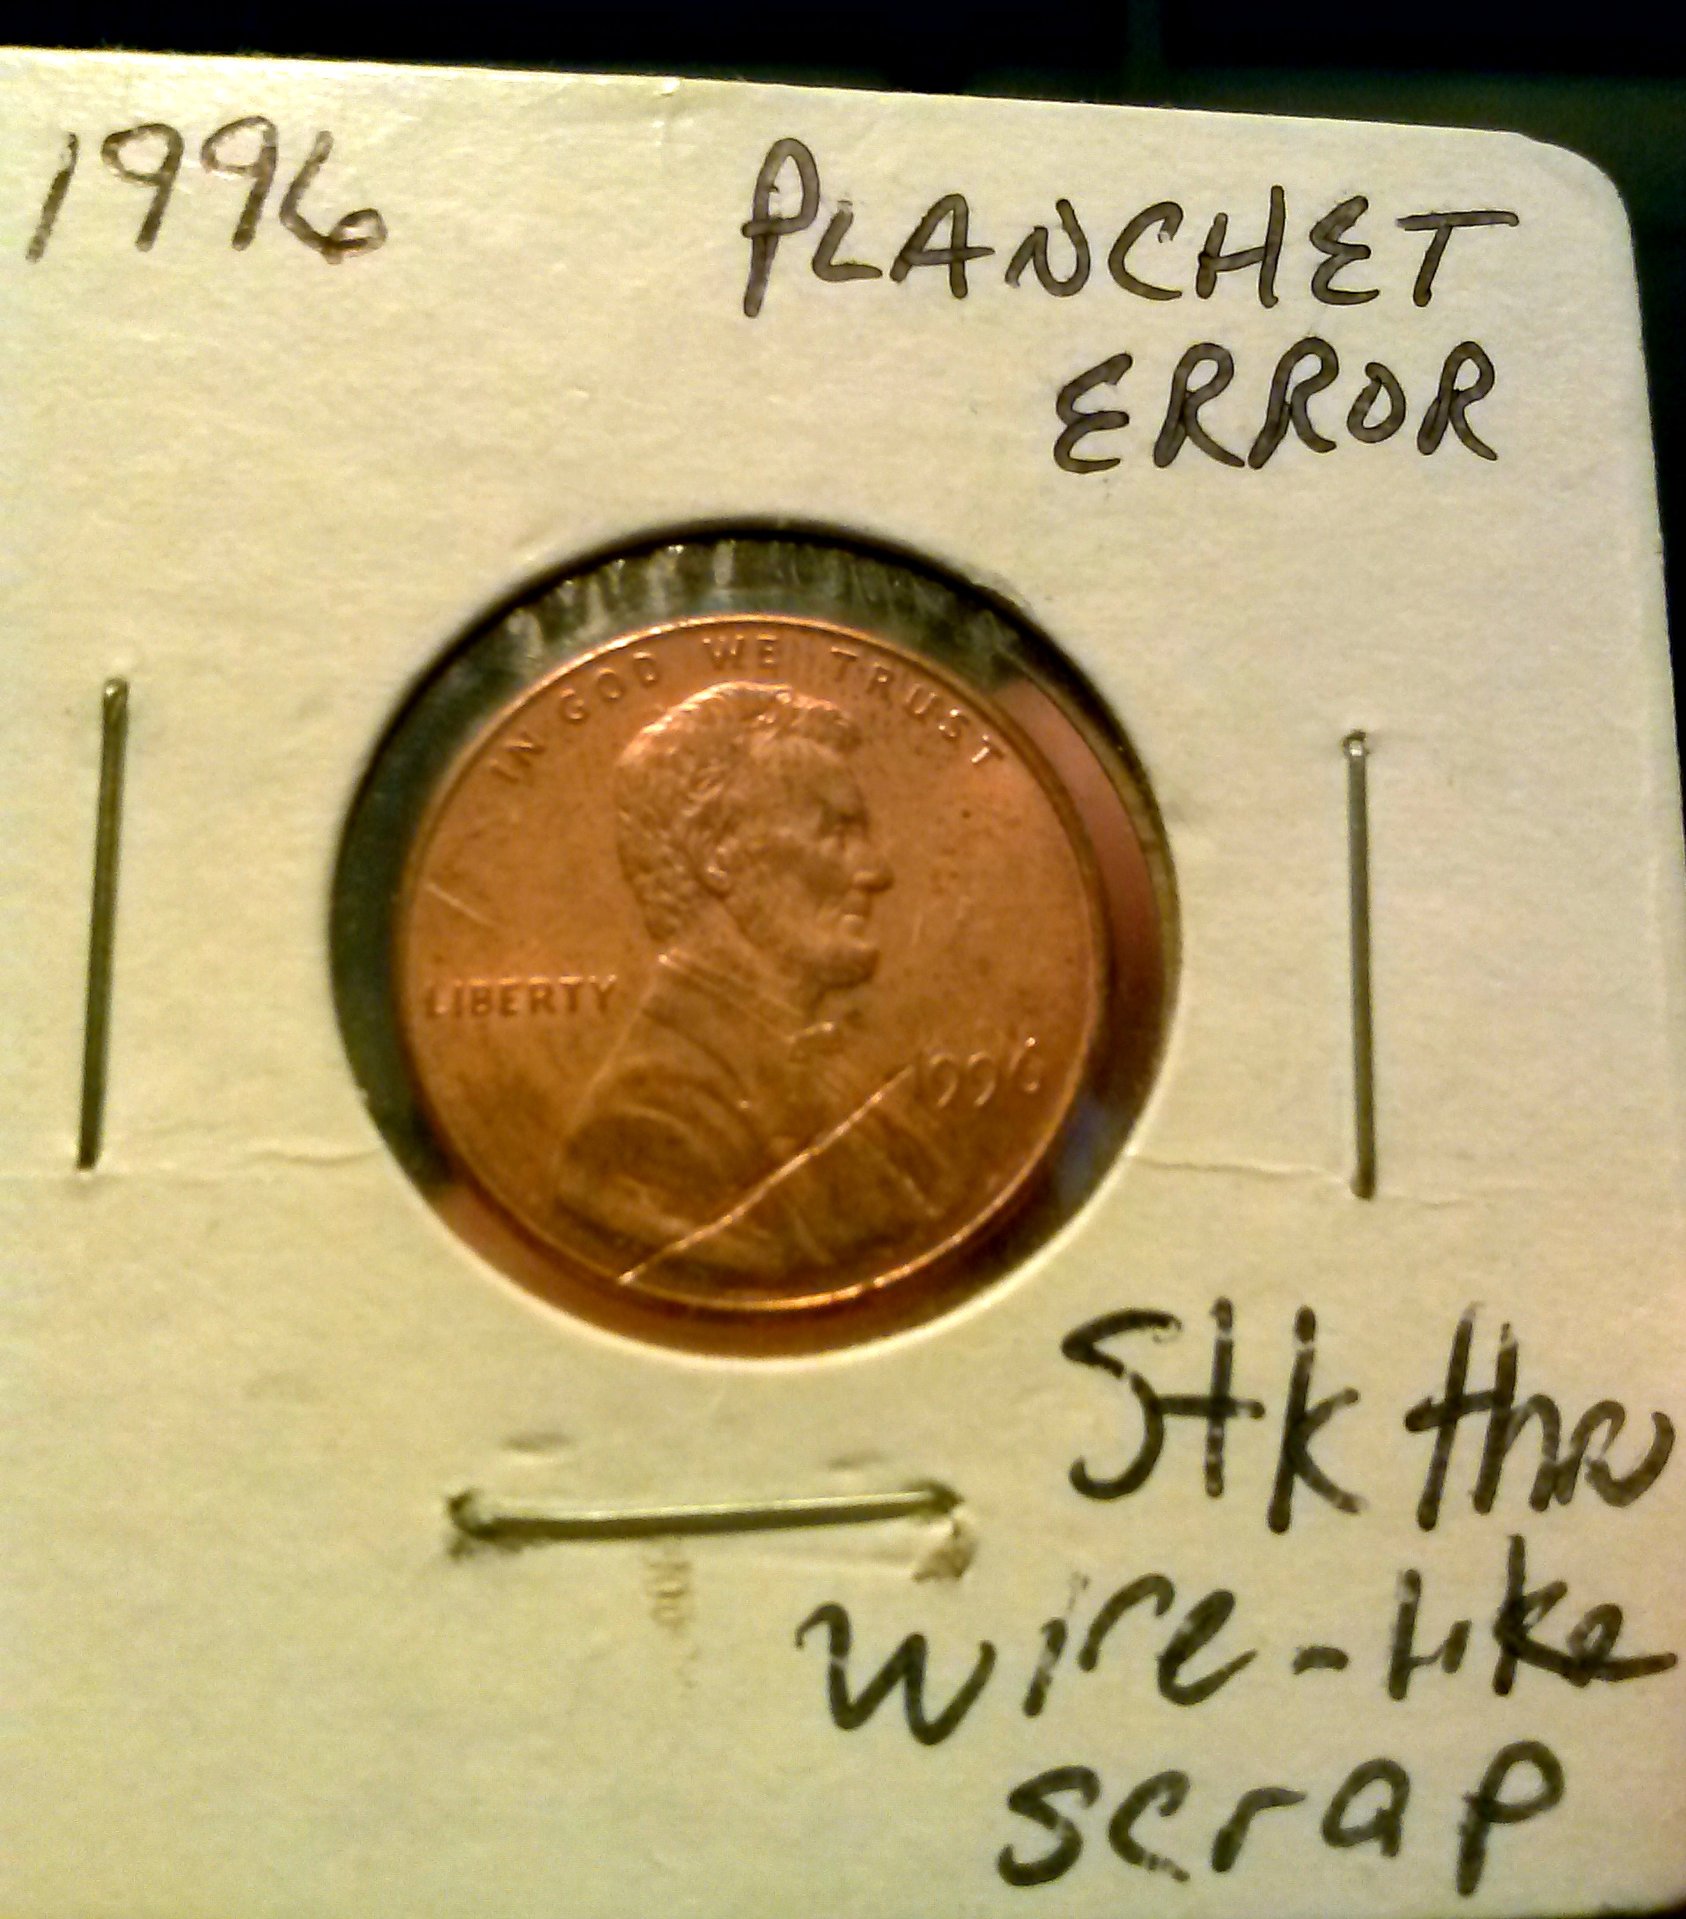 1996
PLANCHET
ERROR
IN GOD WE TRUST
LIBERTY
1996
Stk thru
wire-like
scrap